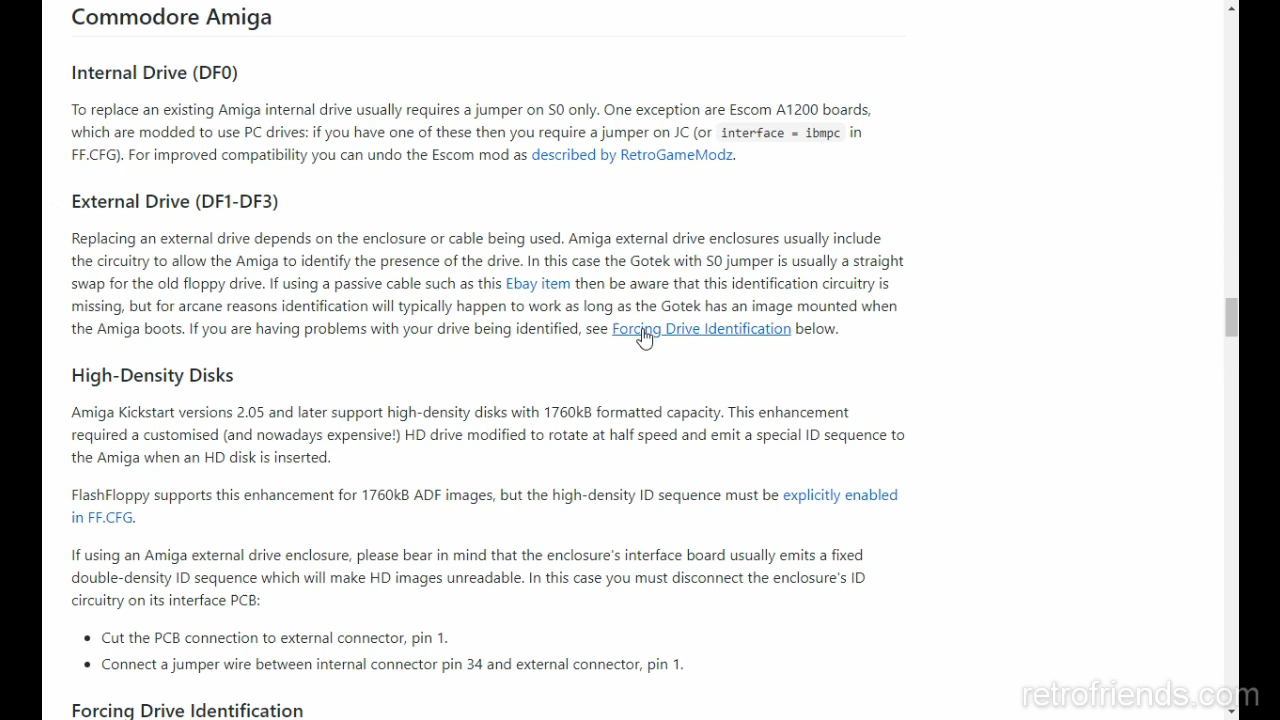 Commodore Amiga
Internal Drive (DF0)
To replace an existing Amiga internal drive usually requires a jumper on S0 only. One exception are Escom A1200 boards,
which are modded to use PC drives: if you have one of these then you require a jumper on JC (or interface = ibmpc in
FF.CFG). For improved compatibility you can undo the Escom mod as described by RetroGameModz.
External Drive (DF1-DF3)
Replacing an external drive depends on the enclosure or cable being used. Amiga external drive enclosures usually include
the circuitry to allow the Amiga to identify the presence of the drive. In this case the Gotek with S0 jumper is usually a straight
swap for the old floppy drive. If using a passive cable such as this Ebay item then be aware that this identification circuitry is
missing, but for arcane reasons identification will typically happen to work as long as the Gotek has an image mounted when
the Amiga boots. If you are having problems with your drive being identified, see Forcing Drive Identification below.
High-Density Disks
Amiga Kickstart versions 2.05 and later support high-density disks with 1760kB formatted capacity. This enhancement
required a customised (and nowadays expensive!) HD drive modified to rotate at half speed and emit a special ID sequence to
the Amiga when an HD disk is inserted.
FlashFloppy supports this enhancement for 1760kB ADF images, but the high-density ID sequence must be explicitly enabled
in FF.CFG.
If using an Amiga external drive enclosure, please bear in mind that the enclosure's interface board usually emits a fixed
double-density ID sequence which will make HD images unreadable. In this case you must disconnect the enclosure's ID
circuitry on its interface PCB:
• Cut the PCB connection to external connector, pin 1.
• Connect a jumper wire between internal connector pin 34 and external connector, pin 1.
retrofriends.com
Forcing Drive Identification